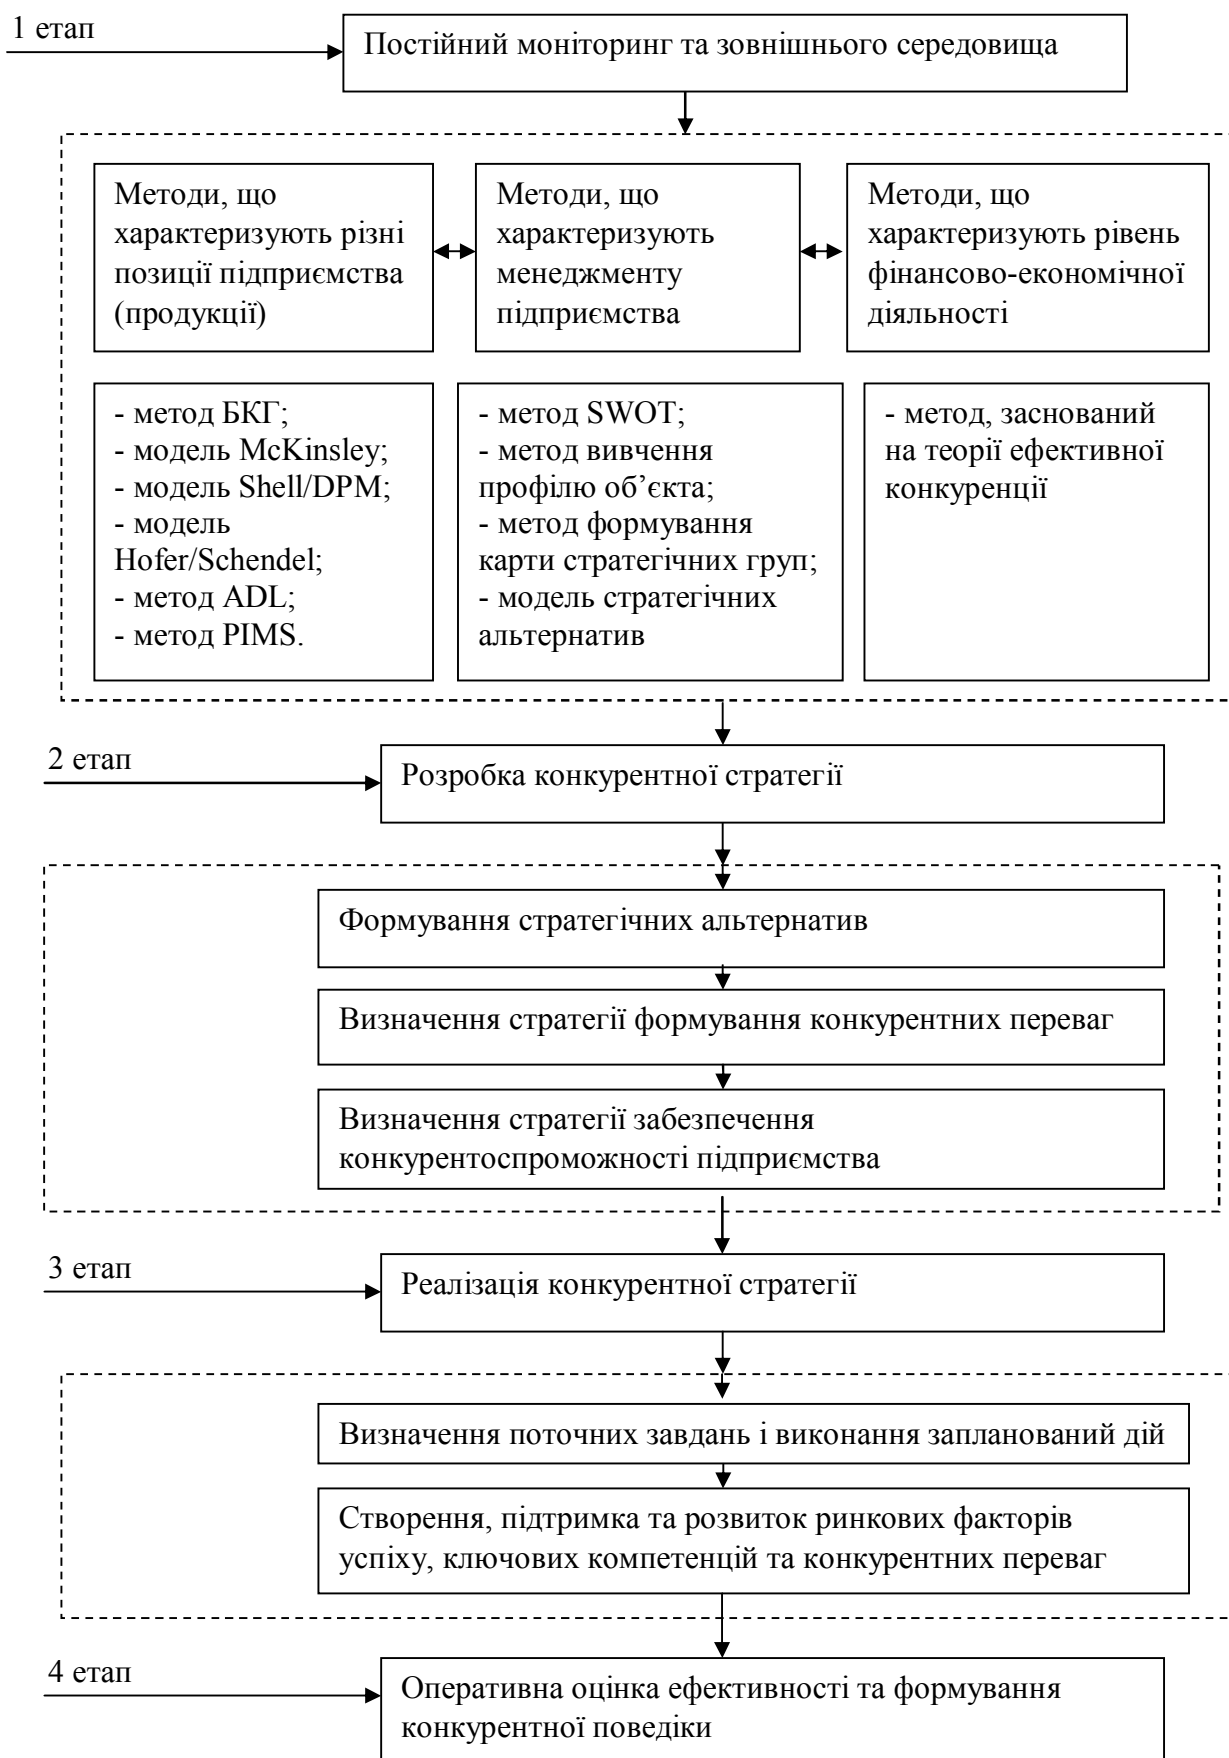 1 етап
Постійний моніторинг та зовнішнього середовища
Методи, що
характеризують різні
позиції підприємства
(продукції)
Методи, що
характеризують
менеджменту
підприємства
Методи, що
характеризують рівень
фінансово-економічної
діяльності
- метод БКГ;
- модель McKinsley;
- модель Shell/DPM;
- модель
Hofer/Schendel;
- метод ADL;
- метод PIMS.
- метод SWOT;
- метод вивчення
профілю об’єкта;
- метод формування
карти стратегічних груп;
- модель стратегічних
альтернатив
- метод, заснований
на теорії ефективної
конкуренції
2 етап
Розробка конкурентної стратегії
Формування стратегічних альтернатив
Визначення стратегії формування конкурентних переваг
Визначення стратегії забезпечення
конкурентоспроможності підприємства
3 етап
Реалізація конкурентної стратегії
Визначення поточних завдань і виконання запланований дій
Створення, підтримка та розвиток ринкових факторів
успіху, ключових компетенцій та конкурентних переваг
4 етап
Оперативна оцінка ефективності та формування
конкурентної поведіки